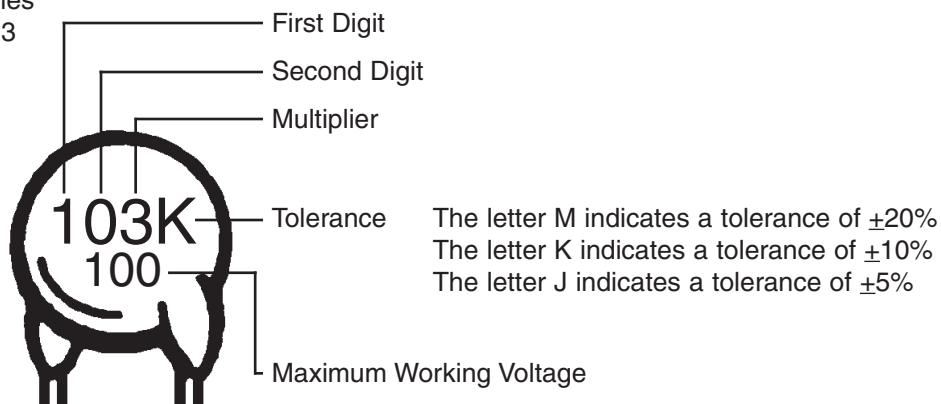 3
First Digit
Second Digit
Multiplier
103K
Tolerance
The letter M indicates a tolerance of ±20%
The letter K indicates a tolerance of ±10%
The letter J indicates a tolerance of ±5%
100
Maximum Working Voltage